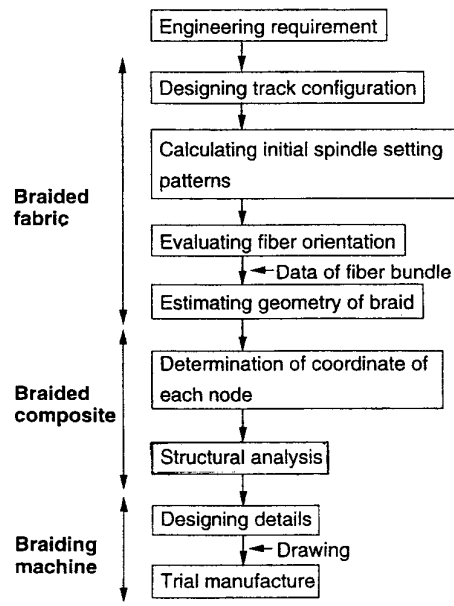 Engineering requirement
Designing track configuration
Calculating initial spindle setting
patterns
Braided
fabric
Evaluating fiber orientation
Data of fiber bundle
Estimating geometry of braid
Determination of coordinate of
each node
Braided
composite
Structural analysis
Designing details
Braiding
machine
Drawing
Trial manufacture